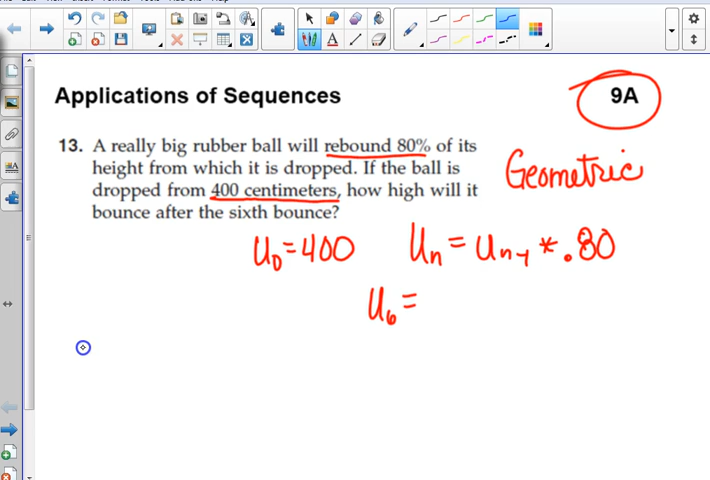 Applications of Sequences
9A
13. A really big rubber ball will rebound 80% of its
height from which it is dropped. If the ball is
dropped from 400 centimeters, how high will it
bounce after the sixth bounce?
Geometric
U₀=400
Uₙ = Uₙ₋₁ * .80
U₆ =